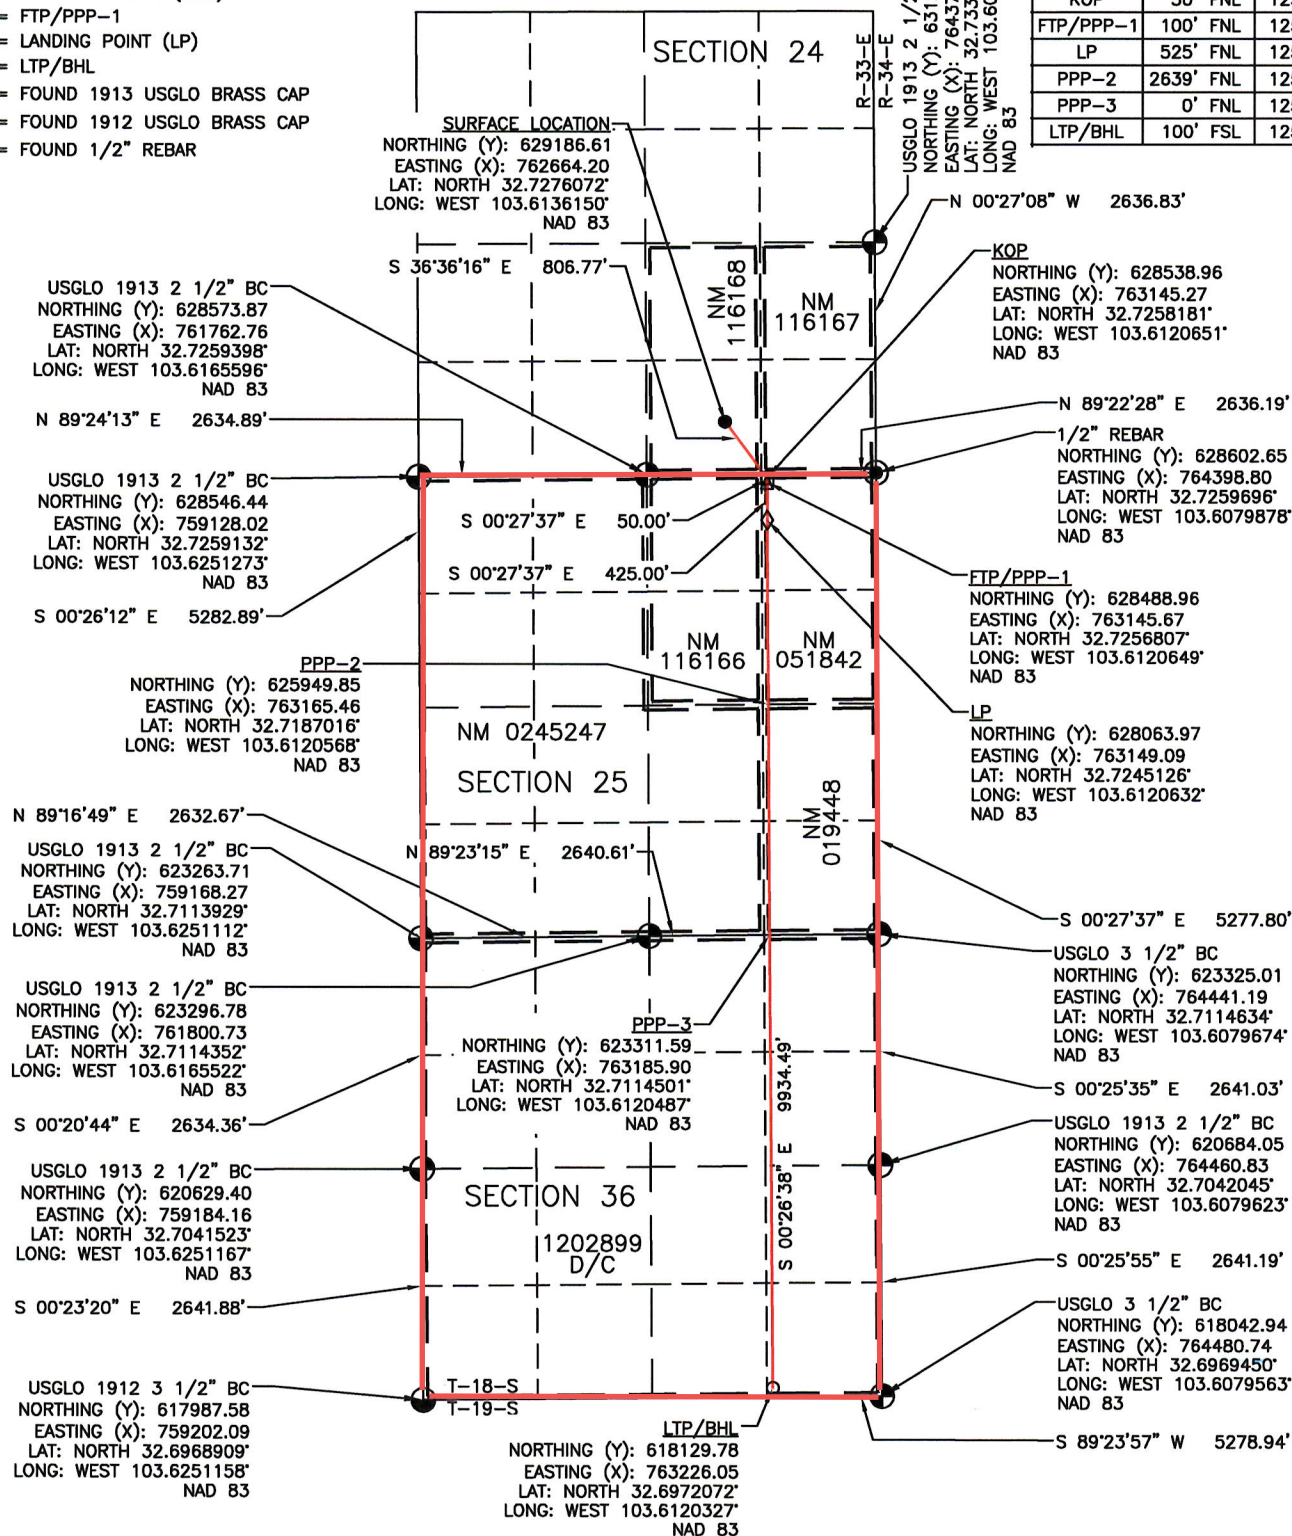 = FTP/PPP-1
= LANDING POINT (LP)
= LTP/BHL
= FOUND 1913 USGLO BRASS CAP
= FOUND 1912 USGLO BRASS CAP
= FOUND 1/2" REBAR
SECTION 24
R-33-E
R-34-E
FTP/PPP-1 100' FNL
LP 525' FNL
PPP-2 2639' FNL
PPP-3 0' FNL
LTP/BHL 100' FSL
NAD 83
SURFACE LOCATION
NORTHING (Y): 629186.61
EASTING (X): 762664.20
LAT: NORTH 32.7276072°
LONG: WEST 103.6136150°
NAD 83
N 00°27'08" W 2636.83'
S 36°36'16" E 806.77'
NM
116168
NM
116167
KOP
NORTHING (Y): 628538.96
EASTING (X): 763145.27
LAT: NORTH 32.7258181°
LONG: WEST 103.6120651°
NAD 83
USGLO 1913 2 1/2" BC
NORTHING (Y): 628573.87
EASTING (X): 761762.76
LAT: NORTH 32.7259398°
LONG: WEST 103.6165596°
NAD 83
N 89°24'13" E 2634.89'
N 89°22'28" E 2636.19'
1/2" REBAR
NORTHING (Y): 628602.65
EASTING (X): 764398.80
LAT: NORTH 32.7259696°
LONG: WEST 103.6079878°
NAD 83
USGLO 1913 2 1/2" BC
NORTHING (Y): 628546.44
EASTING (X): 759128.02
LAT: NORTH 32.7259132°
LONG: WEST 103.6251273°
NAD 83
S 00°27'37" E 50.00'
S 00°27'37" E 425.00'
S 00°26'12" E 5282.89'
FTP/PPP-1
NORTHING (Y): 628488.96
EASTING (X): 763145.67
LAT: NORTH 32.7256807°
LONG: WEST 103.6120649°
NAD 83
NM
116166
NM
051842
PPP-2
NORTHING (Y): 625949.85
EASTING (X): 763165.46
LAT: NORTH 32.7187016°
LONG: WEST 103.6120568°
NAD 83
LP
NORTHING (Y): 628063.97
EASTING (X): 763149.09
LAT: NORTH 32.7245126°
LONG: WEST 103.6120632°
NAD 83
NM 0245247
SECTION 25
NM
019448
N 89°16'49" E 2632.67'
N 89°23'15" E 2640.61'
USGLO 1913 2 1/2" BC
NORTHING (Y): 623263.71
EASTING (X): 759168.27
LAT: NORTH 32.7113929°
LONG: WEST 103.6251112°
NAD 83
S 00°27'37" E 5277.80'
USGLO 3 1/2" BC
NORTHING (Y): 623325.01
EASTING (X): 764441.19
LAT: NORTH 32.7114634°
LONG: WEST 103.6079674°
NAD 83
USGLO 1913 2 1/2" BC
NORTHING (Y): 623296.78
EASTING (X): 761800.73
LAT: NORTH 32.7114352°
LONG: WEST 103.6165522°
NAD 83
PPP-3
NORTHING (Y): 623311.59
EASTING (X): 763185.90
LAT: NORTH 32.7114501°
LONG: WEST 103.6120487°
NAD 83
S 00°26'38" E 9934.49'
S 00°25'35" E 2641.03'
S 00°20'44" E 2634.36'
USGLO 1913 2 1/2" BC
NORTHING (Y): 620684.05
EASTING (X): 764460.83
LAT: NORTH 32.7042045°
LONG: WEST 103.6079623°
NAD 83
USGLO 1913 2 1/2" BC
NORTHING (Y): 620629.40
EASTING (X): 759184.16
LAT: NORTH 32.7041523°
LONG: WEST 103.6251167°
NAD 83
SECTION 36
1202899
D/C
S 00°25'55" E 2641.19'
S 00°23'20" E 2641.88'
USGLO 3 1/2" BC
NORTHING (Y): 618042.94
EASTING (X): 764480.74
LAT: NORTH 32.6969450°
LONG: WEST 103.6079563°
NAD 83
USGLO 1912 3 1/2" BC
NORTHING (Y): 617987.58
EASTING (X): 759202.09
LAT: NORTH 32.6968909°
LONG: WEST 103.6251158°
NAD 83
T-18-S
T-19-S
LTP/BHL
NORTHING (Y): 618129.78
EASTING (X): 763226.05
LAT: NORTH 32.6972072°
LONG: WEST 103.6120327°
NAD 83
S 89°23'57" W 5278.94'